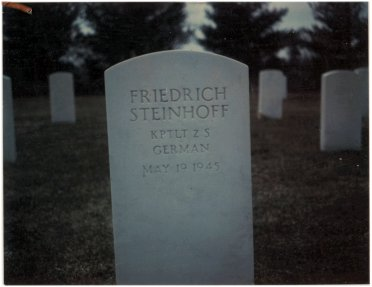 FRIEDRICH
STEINHOFF
KPTLT Z S
GERMAN
MAY 19 1945